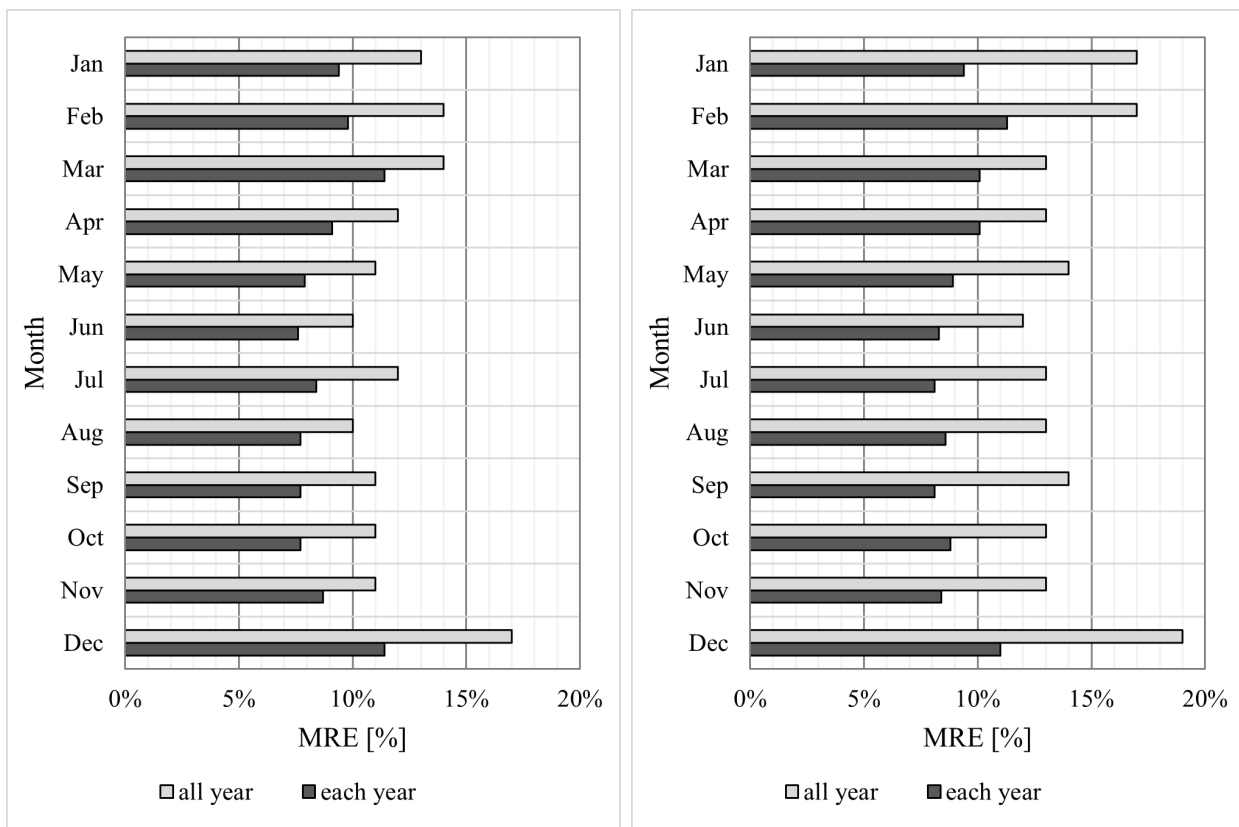 Jan
Feb
Mar
Apr
May
Jun
Jul
Aug
Sep
Oct
Nov
Dec
Month
0% 5% 10% 15% 20%
MRE [%]
all year each year
Jan
Feb
Mar
Apr
May
Jun
Jul
Aug
Sep
Oct
Nov
Dec
Month
0% 5% 10% 15% 20%
MRE [%]
all year each year